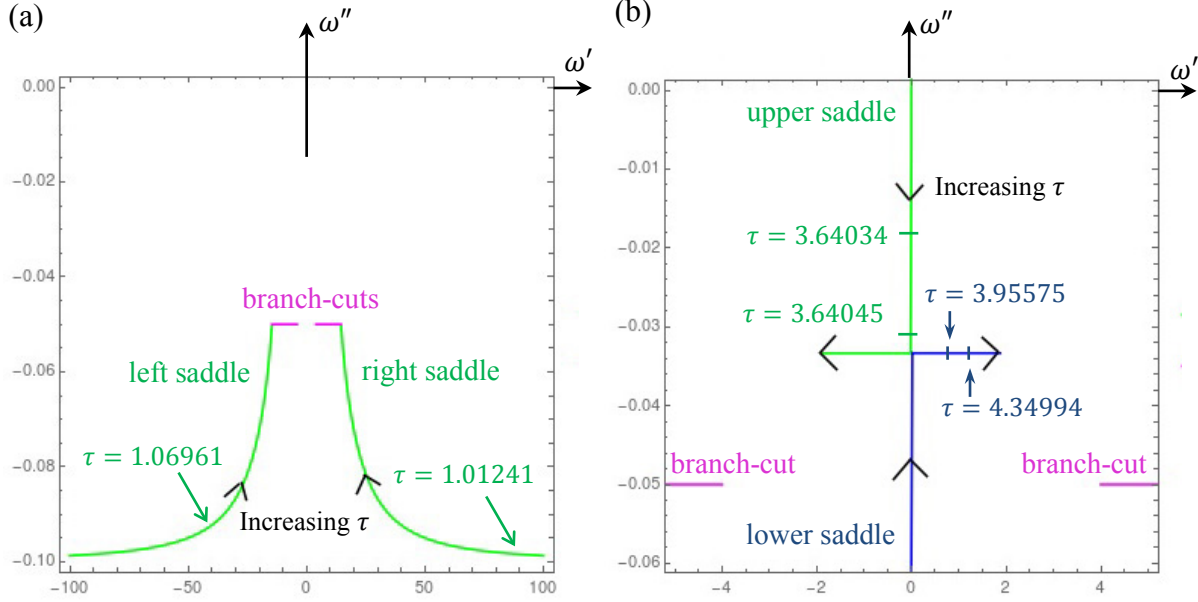 (a)
ω″
ω′
0.00
−0.02
−0.04
−0.06
−0.08
−0.10
−100
−50
0
50
100
branch-cuts
left saddle
right saddle
τ = 1.06961
τ = 1.01241
Increasing τ
(b)
ω″
ω′
0.00
−0.01
−0.02
−0.03
−0.04
−0.05
−0.06
−4
−2
0
2
4
upper saddle
Increasing τ
τ = 3.64034
τ = 3.95575
τ = 3.64045
τ = 4.34994
branch-cut
branch-cut
lower saddle